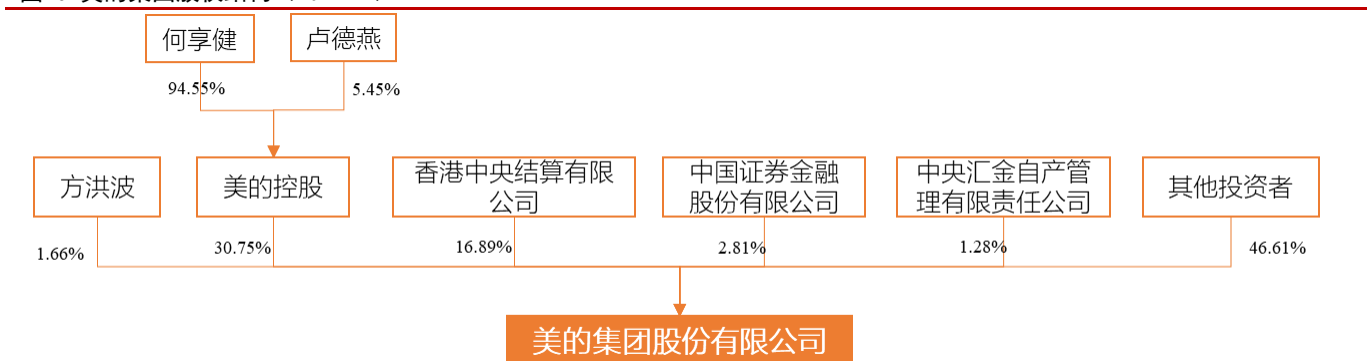 何享健
卢德燕
94.55%
5.45%
方洪波
美的控股
香港中央结算有限
公司
中国证券金融
股份有限公司
中央汇金自产管
理有限责任公司
其他投资者
1.66%
30.75%
16.89%
2.81%
1.28%
46.61%
美的集团股份有限公司